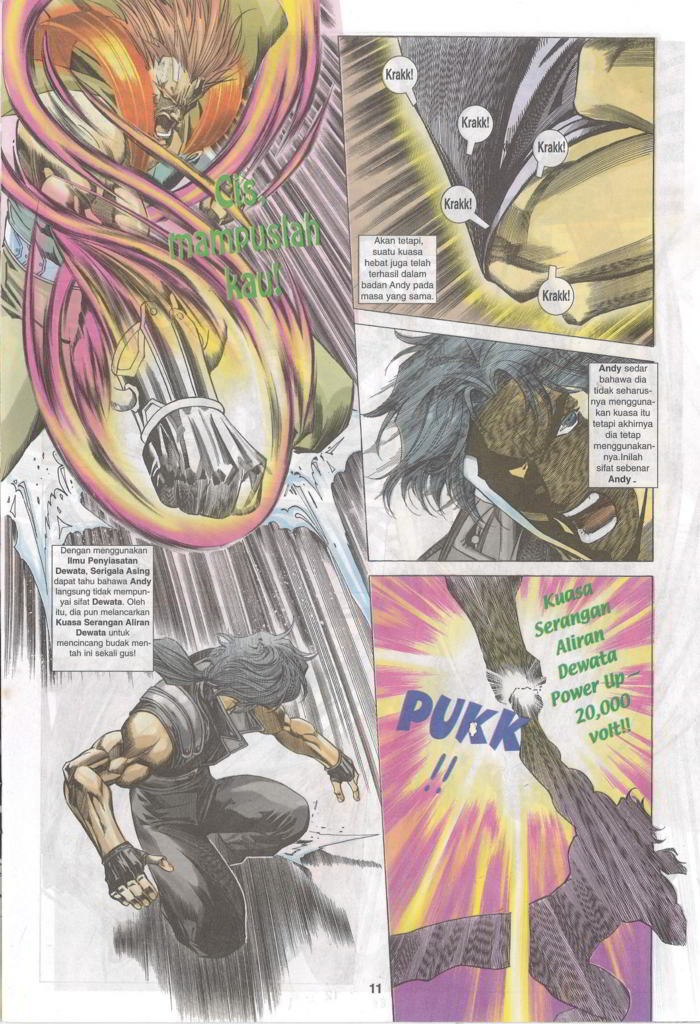 Cis,
mampuslah
kau!
Dengan menggunakan
Ilmu Penyiasatan
Dewata, Serigala Asing
dapat tahu bahawa Andy
langsung tidak mempun-
yai sifat Dewata. Oleh
itu, dia pun melancarkan
Kuasa Serangan Aliran
Dewata untuk
mencincang budak men-
tah ini sekali gus!
Krakk!
Krakk!
Krakk!
Krakk!
Krakk!
Akan tetapi,
suatu kuasa
hebat juga telah
terhasil dalam
badan Andy pada
masa yang sama.
Andy sedar
bahawa dia
tidak seharus-
nya mengguna-
kan kuasa itu
tetapi akhirnya
dia tetap
menggunakan-
nya.Inilah
sifat sebenar
Andy.
Kuasa
Serangan
Aliran
Dewata
Power Up –
20,000
volt!!
PUKK
!!
11